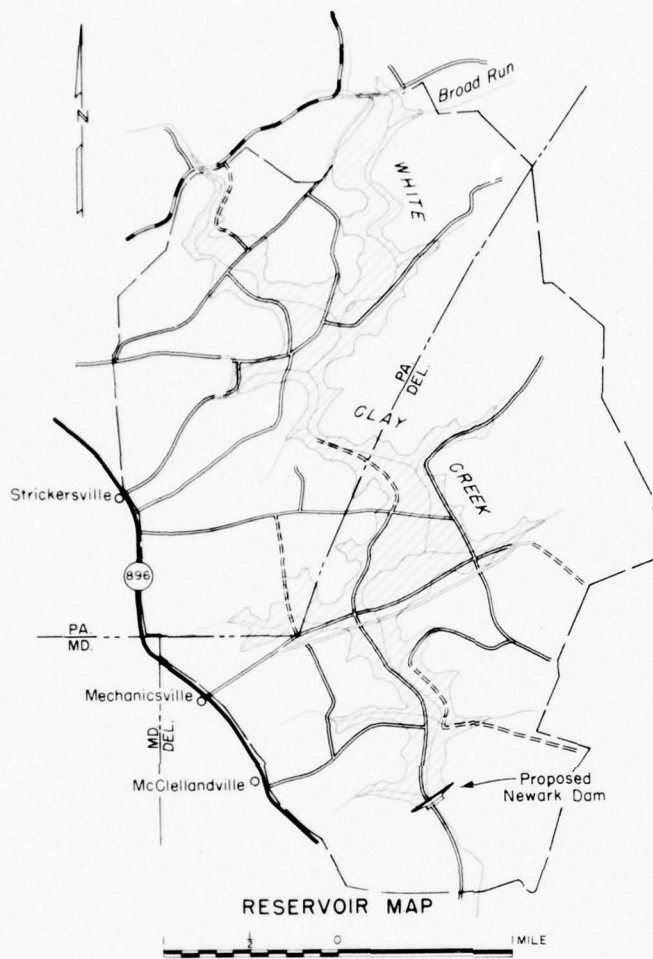 N
Broad Run
WHITE
PA.
DEL.
CLAY
CREEK
Strickersville
896
PA.
MD.
Mechanicsville
MD.
DEL.
McClellandville
Proposed
Newark Dam
RESERVOIR MAP
1 ½ 0 1 MILE